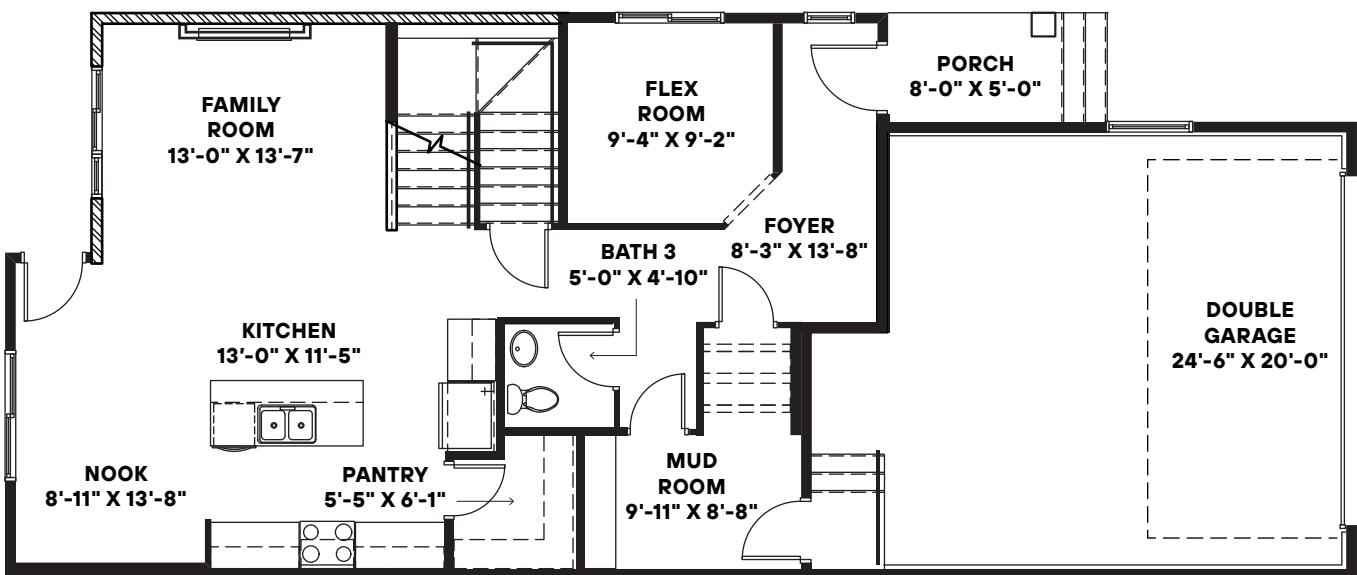 FAMILY
ROOM
13'-0" X 13'-7"
FLEX
ROOM
9'-4" X 9'-2"
PORCH
8'-0" X 5'-0"
FOYER
8'-3" X 13'-8"
BATH 3
5'-0" X 4'-10"
KITCHEN
13'-0" X 11'-5"
DOUBLE
GARAGE
24'-6" X 20'-0"
NOOK
8'-11" X 13'-8"
PANTRY
5'-5" X 6'-1"
MUD
ROOM
9'-11" X 8'-8"